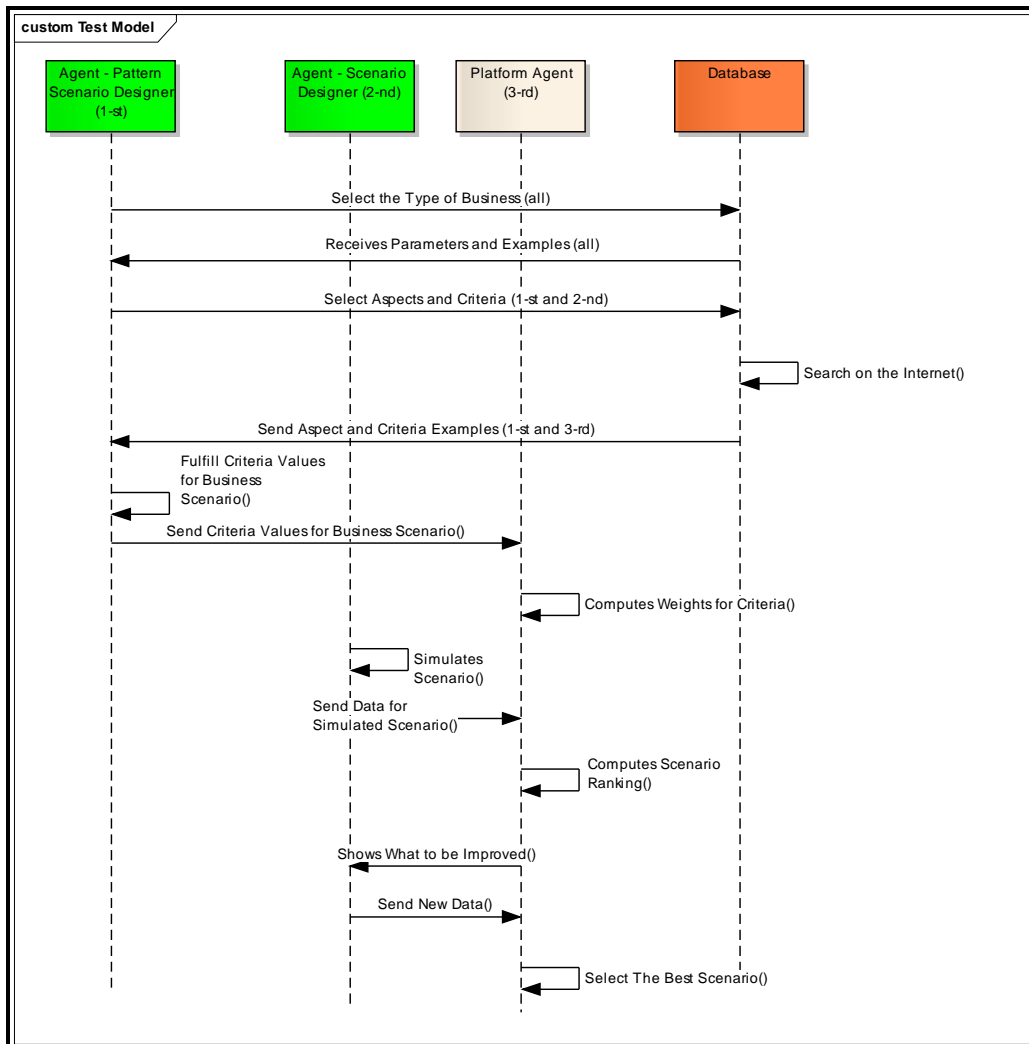 custom Test Model
Agent - Pattern
Scenario Designer
(1-st)
Agent - Scenario
Designer (2-nd)
Platform Agent
(3-rd)
Database
Select the Type of Business (all)
Receives Parameters and Examples (all)
Select Aspects and Criteria (1-st and 2-nd)
Search on the Internet()
Send Aspect and Criteria Examples (1-st and 3-rd)
Fulfill Criteria Values
for Business
Scenario()
Send Criteria Values for Business Scenario()
Computes Weights for Criteria()
Simulates
Scenario()
Send Data for
Simulated Scenario()
Computes Scenario
Ranking()
Shows What to be Improved()
Send New Data()
Select The Best Scenario()